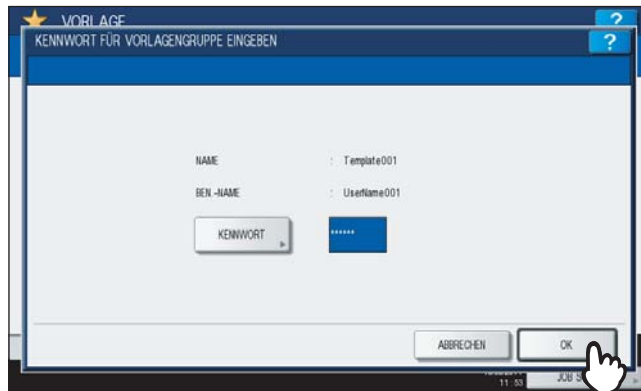 VORLAGE ?
KENNWORT FÜR VORLAGENGRUPPE EINGEBEN ?
NAME : Template001
BEN.-NAME : UserName001
KENNWORT ••••••
ABBRECHEN OK
11:53 JOB